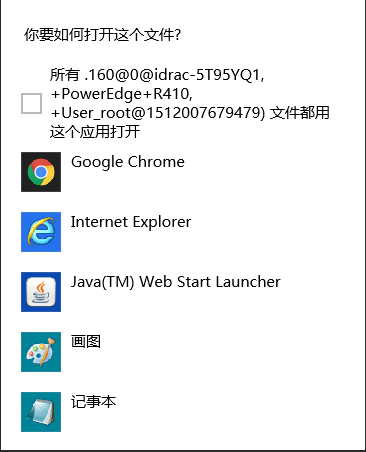 你要如何打开这个文件?
所有 .160@0@idrac-5T95YQ1,
+PowerEdge+R410,
+User_root@1512007679479) 文件都用
这个应用打开
Google Chrome
Internet Explorer
Java(TM) Web Start Launcher
画图
记事本